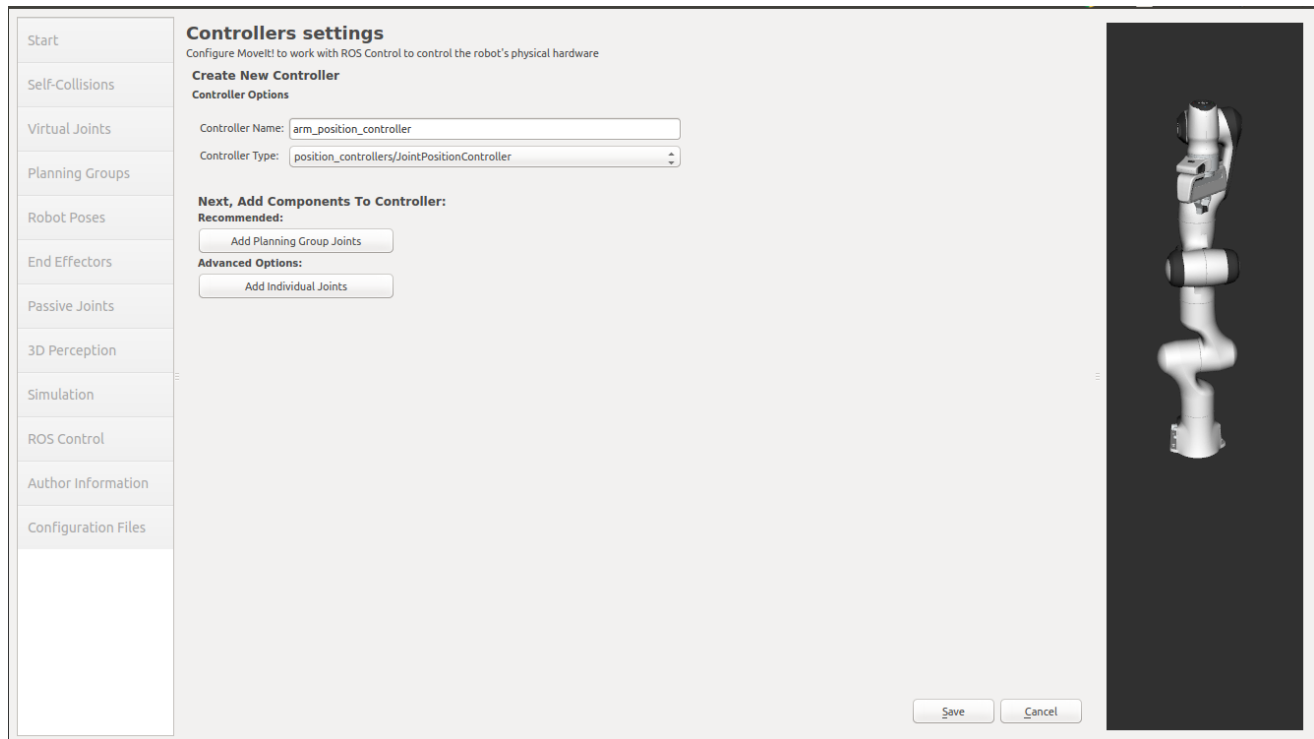 Start
Self-Collisions
Virtual Joints
Planning Groups
Robot Poses
End Effectors
Passive Joints
3D Perception
Simulation
ROS Control
Author Information
Configuration Files
Controllers settings
Configure MoveIt! to work with ROS Control to control the robot's physical hardware
Create New Controller
Controller Options
Controller Name: arm_position_controller
Controller Type: position_controllers/JointPositionController
Next, Add Components To Controller:
Recommended:
Add Planning Group Joints
Advanced Options:
Add Individual Joints
Save Cancel